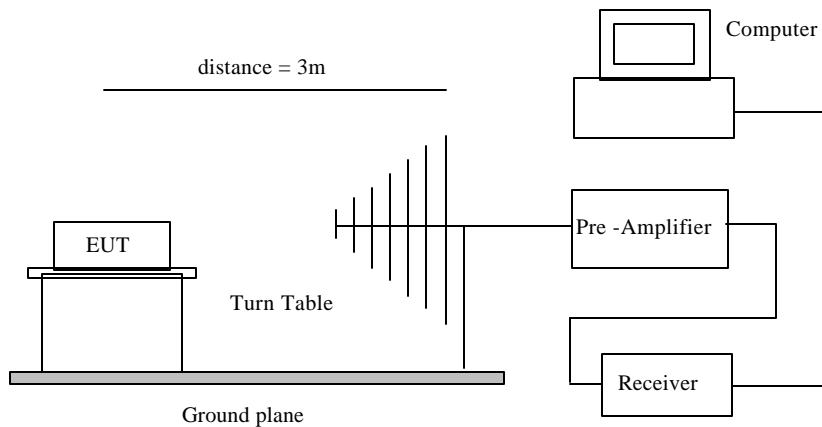 Computer
distance = 3m
Pre -Amplifier
EUT
Turn Table
Receiver
Ground plane